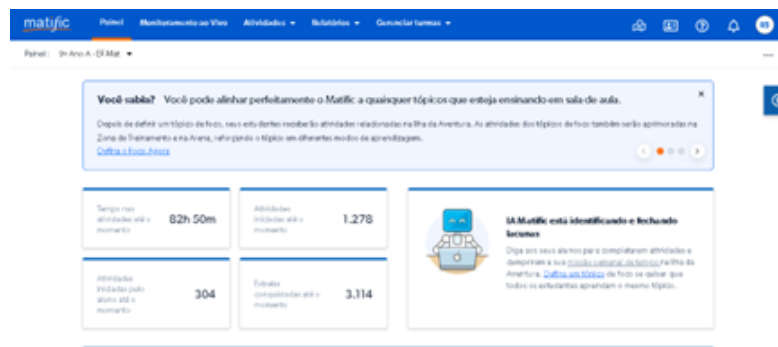 matific Painel Monitoramento ao Vivo Atividades Relatórios Gerenciar turmas RS
Painel: 9º Ano A - EF.Mat.
Você sabia? Você pode alinhar perfeitamente o Matific a quaisquer tópicos que esteja ensinando em sala de aula.
Depois de definir um tópico de foco, seus estudantes receberão atividades relacionadas na Ilha da Aventura. As atividades dos tópicos de foco também serão aprimoradas na
Zona de Treinamento e na Arena, reforçando o tópico em diferentes modos de aprendizagem.
Defina o Foco Agora
Tempo nas
atividades até o
momento
82h 50m
Atividades
iniciadas até o
momento
1.278
Atividades
iniciadas pelo
aluno até o
momento
304
Estrelas
conquistadas até o
momento
3.114
IA Matific está identificando e fechando
lacunas
Diga aos seus alunos para completarem atividades e
cumprirem a sua missão semanal de tempo na Ilha da
Aventura. Defina um tópico de foco se quiser que
todos os estudantes aprendam o mesmo tópico.